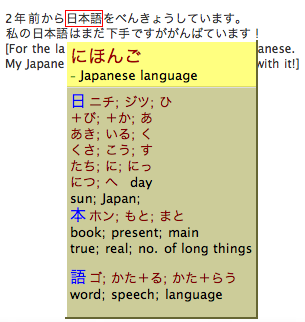 2年前から日本語をべんきょうしています。
私の日本語はまだ下手ですががんばています！
[For the la anese.
My Japane with it!]
にほんご
- Japanese language
日 ニチ; ジツ; ひ
+び; +か; あ
あき; いる; く
くさ; こう; す
たち; に; にっ
につ; へ day
sun; Japan;
本 ホン; もと; まと
book; present; main
true; real; no. of long things
語 ゴ; かた+る; かた+らう
word; speech; language